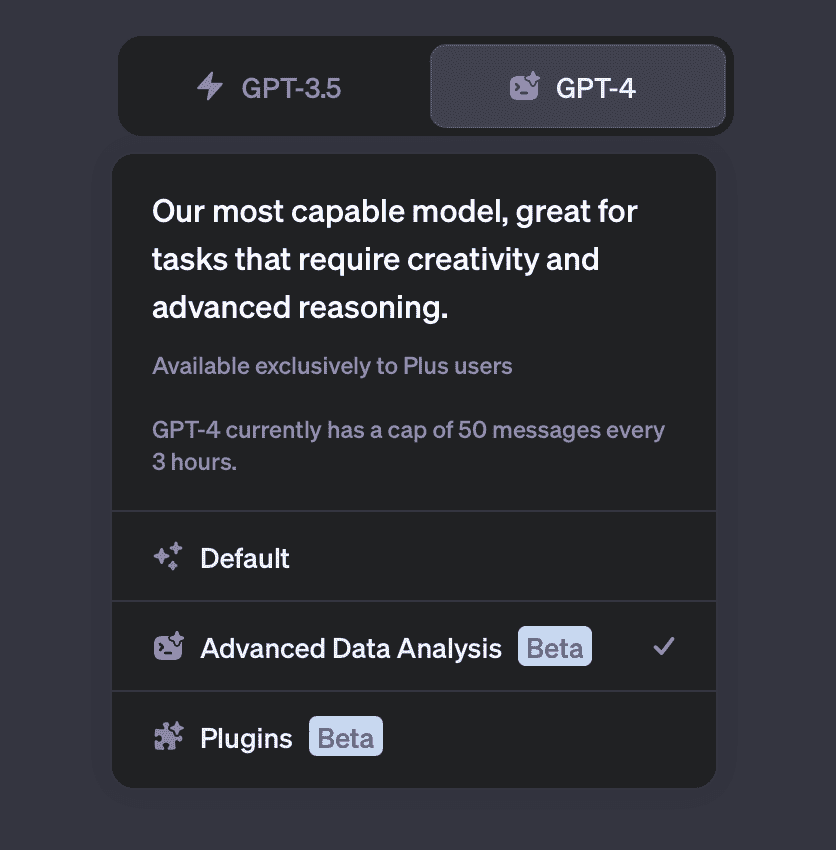 GPT-3.5
GPT-4
Our most capable model, great for
tasks that require creativity and
advanced reasoning.
Available exclusively to Plus users
GPT-4 currently has a cap of 50 messages every
3 hours.
Default
Advanced Data Analysis Beta
Plugins Beta